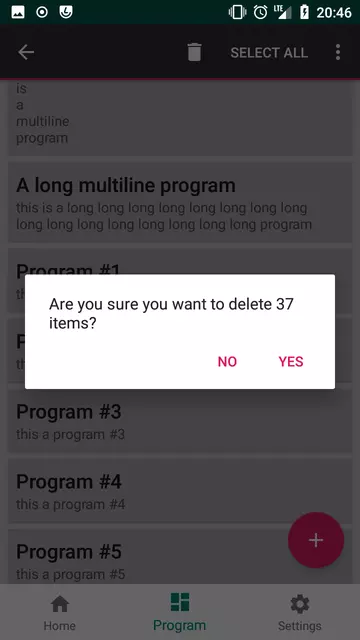 20:46
SELECT ALL
is
a
multiline
program
A long multiline program
this is a long long long long long long long long
long long long long long long long long program
Program #1
Are you sure you want to delete 37
items?
NO
YES
Program #3
this a program #3
Program #4
this a program #4
Program #5
this a program #5
Home
Program
Settings